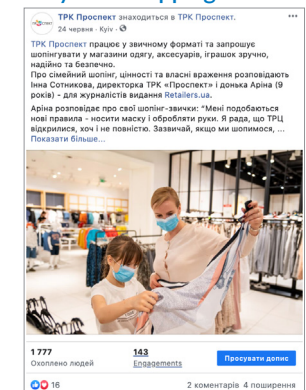 ТРК Проспект знаходиться в ТРК Проспект.
24 червня · Kyiv ·
ТРК Проспект працює у звичному форматі та запрошує
шопінгувати у магазини одягу, аксесуарів, іграшок зручно,
надійно та безпечно.
Про сімейний шопінг, цінності та власні враження розповідають
Інна Сотникова, директорка ТРК «Проспект» і донька Аріна (9
років) - для журналістів видання Retailers.ua.
Аріна розповідає про свої шопінг-звички: "Мені подобаються
нові правила - носити маску і обробляти руки. Я рада, що ТРЦ
відкрилися, хоч і не повністю. Зазвичай, якщо ми шопимося, ...
Показати більше...
1 777
Охоплено людей
143
Engagements
Просувати допис
16
2 коментарів 4 поширення